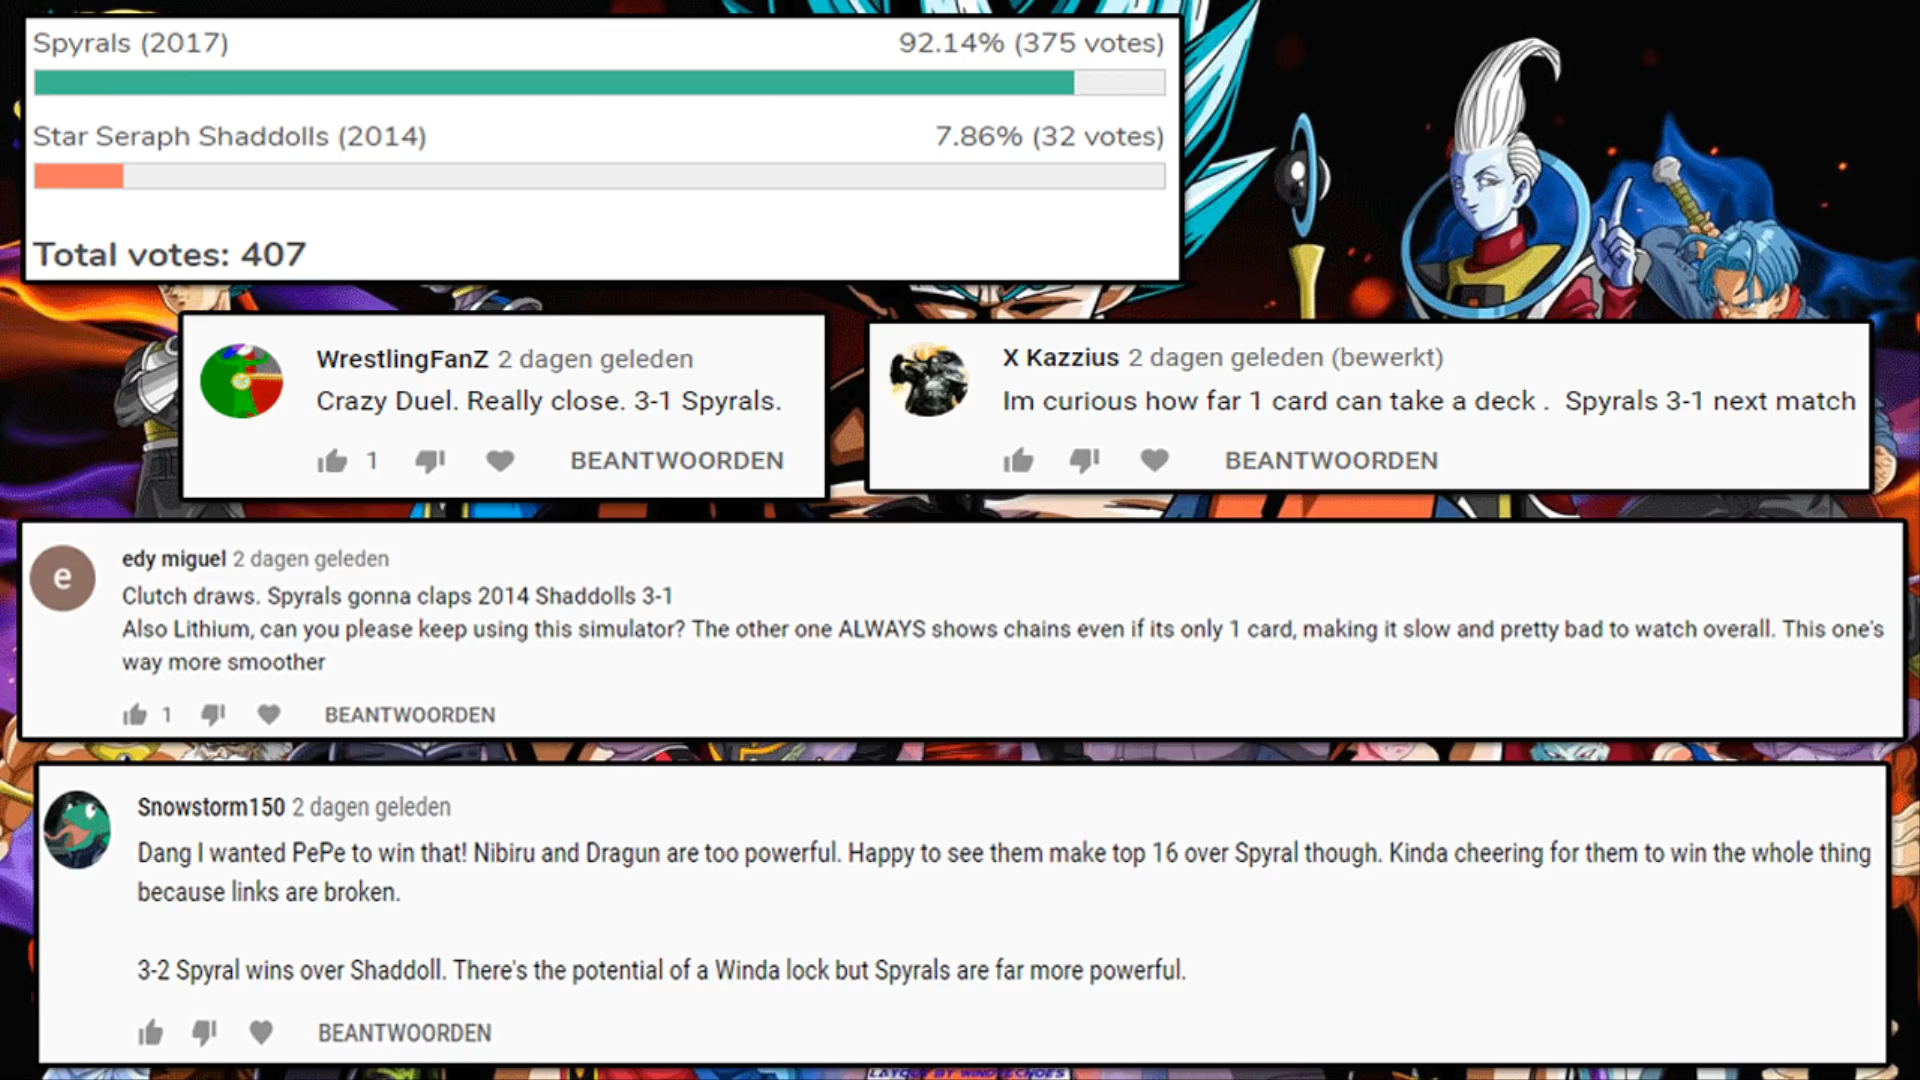 Spyrals (2017) 92.14% (375 votes)
Star Seraph Shaddolls (2014) 7.86% (32 votes)
Total votes: 407
WrestlingFanZ 2 dagen geleden
Crazy Duel. Really close. 3-1 Spyrals.
1 BEANTWOORDEN
X Kazzius 2 dagen geleden (bewerkt)
Im curious how far 1 card can take a deck . Spyrals 3-1 next match
BEANTWOORDEN
e
edy miguel 2 dagen geleden
Clutch draws. Spyrals gonna claps 2014 Shaddolls 3-1
Also Lithium, can you please keep using this simulator? The other one ALWAYS shows chains even if its only 1 card, making it slow and pretty bad to watch overall. This one's
way more smoother
1 BEANTWOORDEN
Snowstorm150 2 dagen geleden
Dang I wanted PePe to win that! Nibiru and Dragun are too powerful. Happy to see them make top 16 over Spyral though. Kinda cheering for them to win the whole thing
because links are broken.
3-2 Spyral wins over Shaddoll. There's the potential of a Winda lock but Spyrals are far more powerful.
BEANTWOORDEN
LAYOUT BY WINDYECHOES